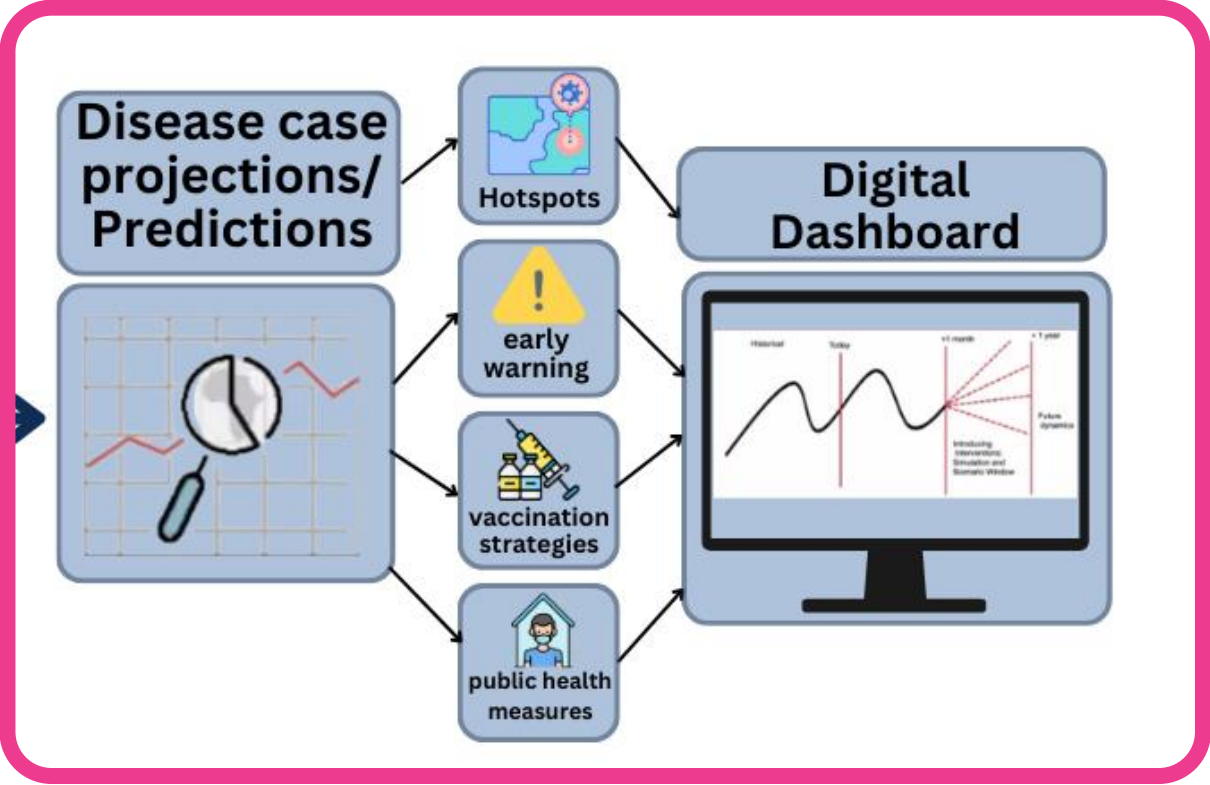 Disease case
projections/
Predictions
Hotspots
early
warning
vaccination
strategies
public health
measures
Digital
Dashboard
Historical
Today
+1 month
+ 1 year
Future
dynamics
Introducing
Interventions:
Simulation and
Scenario Window